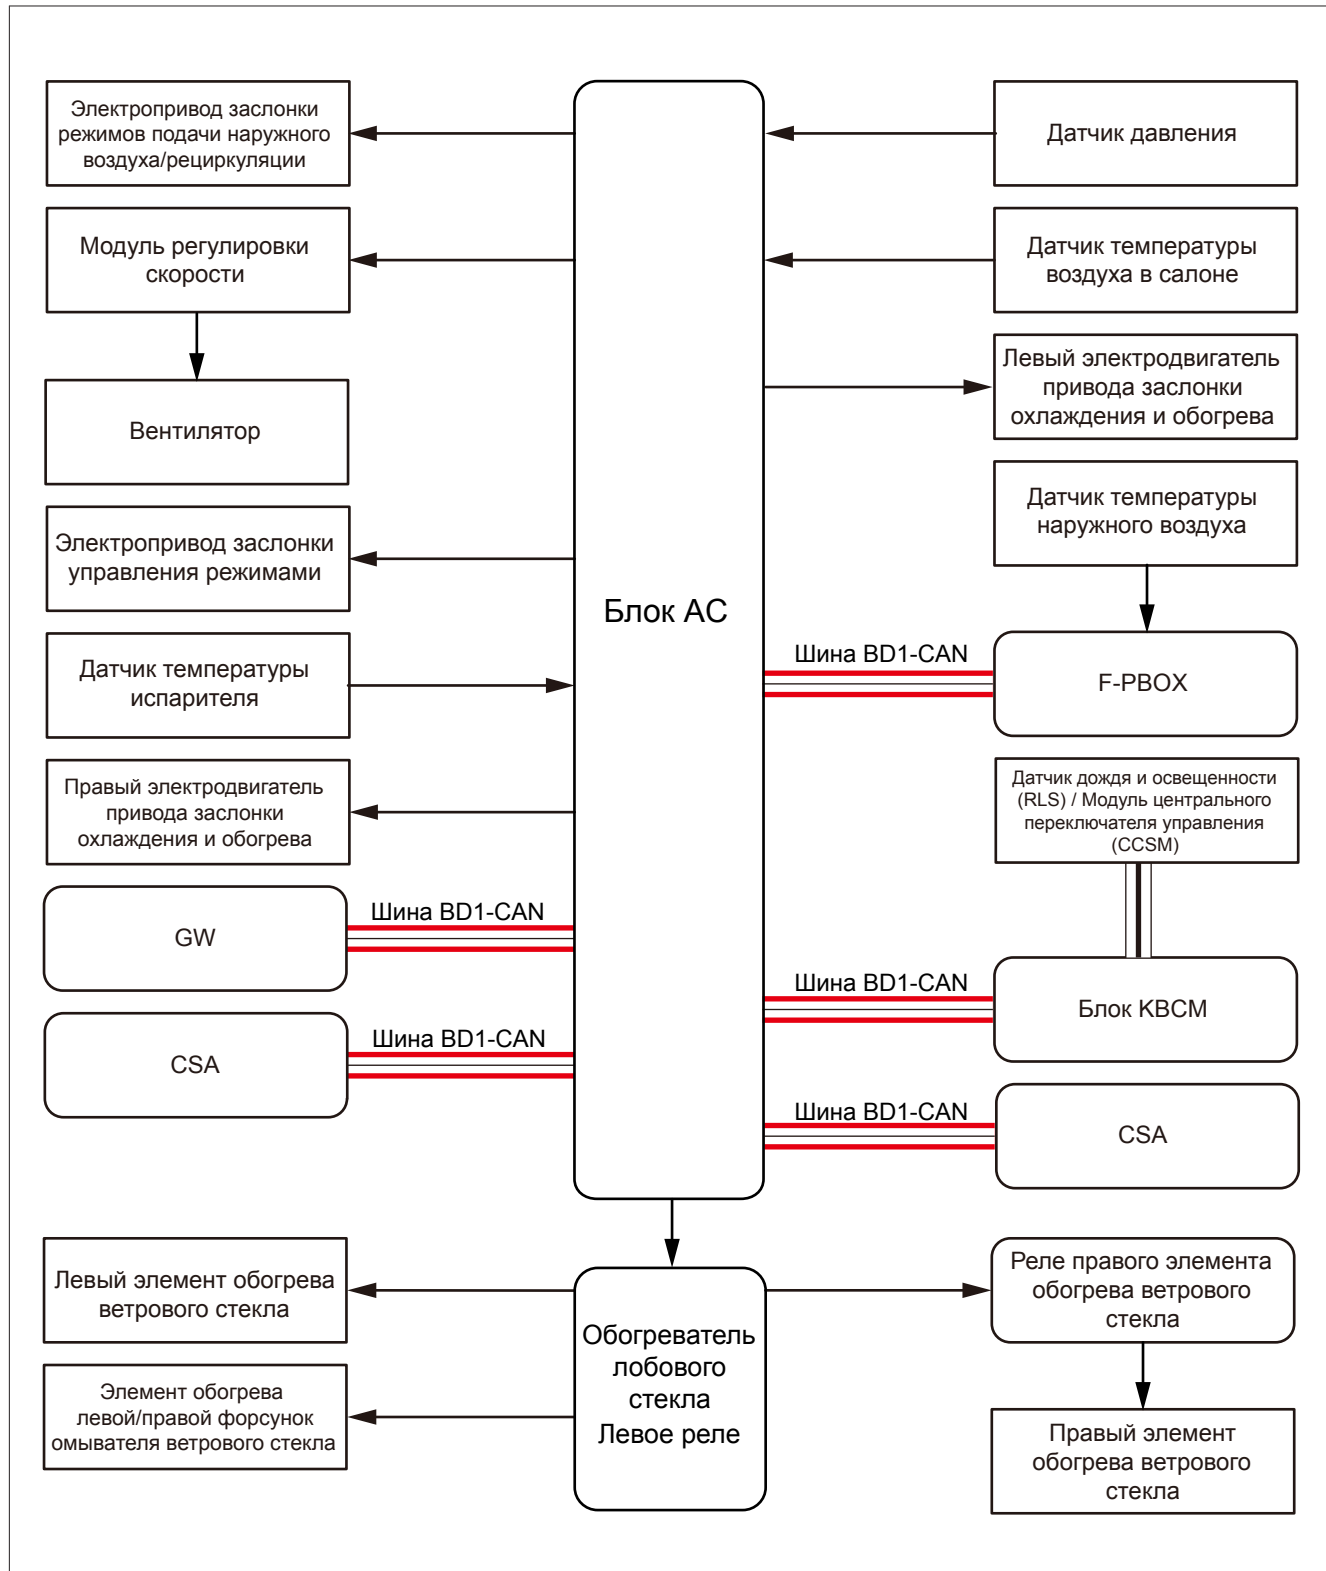 Электропривод заслонки
режимов подачи наружного
воздуха/рециркуляции
Модуль регулировки
скорости
Вентилятор
Электропривод заслонки
управления режимами
Датчик температуры
испарителя
Правый электродвигатель
привода заслонки
охлаждения и обогрева
GW
Шина BD1-CAN
CSA
Шина BD1-CAN
Блок AC
Датчик давления
Датчик температуры
воздуха в салоне
Левый электродвигатель
привода заслонки
охлаждения и обогрева
Датчик температуры
наружного воздуха
Шина BD1-CAN
F-PBOX
Датчик дождя и освещенности
(RLS) / Модуль центрального
переключателя управления
(CCSM)
Шина BD1-CAN
Блок KBCM
Шина BD1-CAN
CSA
Левый элемент обогрева
ветрового стекла
Элемент обогрева
левой/правой форсунок
омывателя ветрового стекла
Обогреватель
лобового
стекла
Левое реле
Реле правого элемента
обогрева ветрового
стекла
Правый элемент
обогрева ветрового
стекла